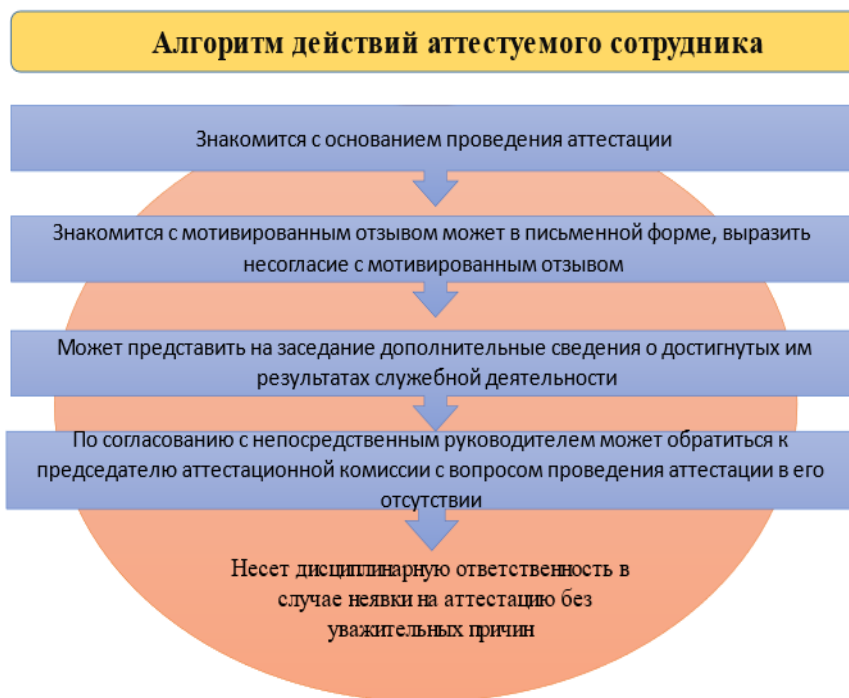 Алгоритм действий аттестуемого сотрудника
Знакомится с основанием проведения аттестации
Знакомится с мотивированным отзывом может в письменной форме, выразить
несогласие с мотивированным отзывом
Может представить на заседание дополнительные сведения о достигнутых им
результатах служебной деятельности
По согласованию с непосредственным руководителем может обратиться к
председателю аттестационной комиссии с вопросом проведения аттестации в его
отсутствии
Несет дисциплинарную ответственность в
случае неявки на аттестацию без
уважительных причин